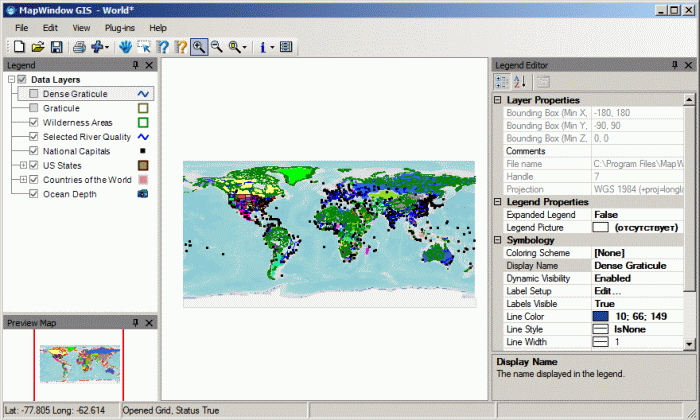 MapWindow GIS - World*
File Edit View Plug-ins Help
Legend
Data Layers
Dense Graticule
Graticule
Wilderness Areas
Selected River Quality
National Capitals
US States
Countries of the World
Ocean Depth
Preview Map
Legend Editor
Layer Properties
Bounding Box (Min X, -180, 180
Bounding Box (Min Y, -90, 90
Bounding Box (Min Z, 0, 0
Comments
File name C:\Program Files\MapW
Handle 7
Projection WGS 1984 (+proj=longla
Legend Properties
Expanded Legend False
Legend Picture (отсутствует)
Symbology
Coloring Scheme [None]
Display Name Dense Graticule
Dynamic Visibility Enabled
Label Setup Edit...
Labels Visible True
Line Color 10; 66; 149
Line Style lsNone
Line Width 1
Display Name
The name displayed in the legend.
Lat: -77.805 Long: -62.614 Opened Grid, Status True